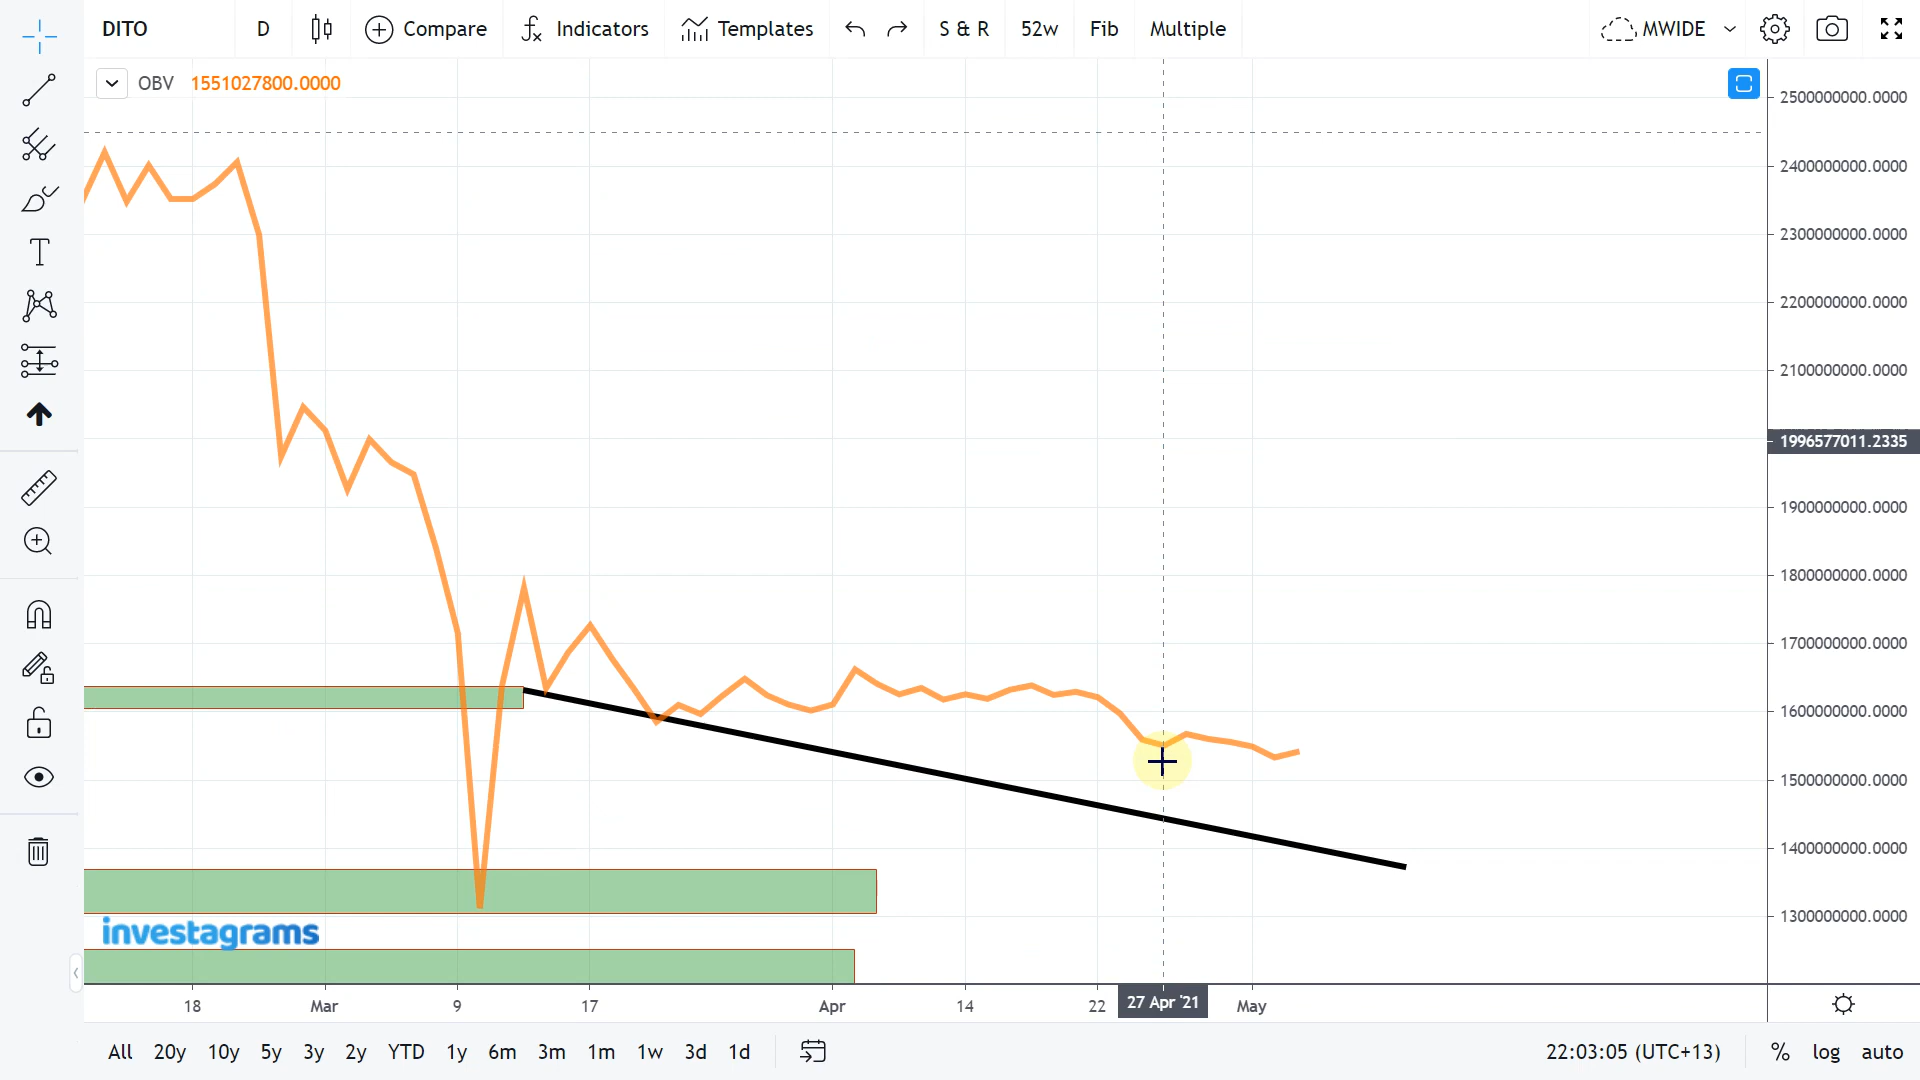 DITO D Compare Indicators Templates S & R 52w Fib Multiple MWIDE
OBV 1551027800.0000
2500000000.0000
2400000000.0000
2300000000.0000
2200000000.0000
2100000000.0000
1996577011.2335
1900000000.0000
1800000000.0000
1700000000.0000
1600000000.0000
1500000000.0000
1400000000.0000
1300000000.0000
investagrams
18 Mar 9 17 Apr 14 22 27 Apr '21 May
All 20y 10y 5y 3y 2y YTD 1y 6m 3m 1m 1w 3d 1d 22:03:05 (UTC+13) % log auto